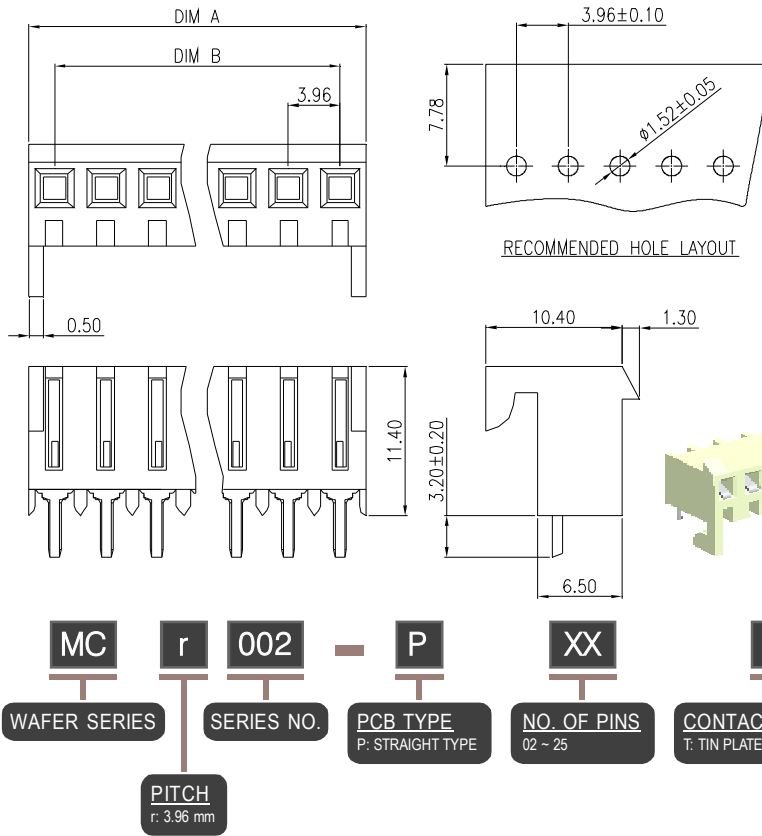 DIM A
DIM B
3.96
3.96±0.10
7.78
ø1.52±0.05
RECOMMENDED HOLE LAYOUT
0.50
11.40
10.40
1.30
3.20±0.20
6.50
MC r 002 - P XX
WAFER SERIES
SERIES NO.
PCB TYPE
P: STRAIGHT TYPE
NO. OF PINS
02 ~ 25
T: TIN PLATE
PITCH
r: 3.96 mm